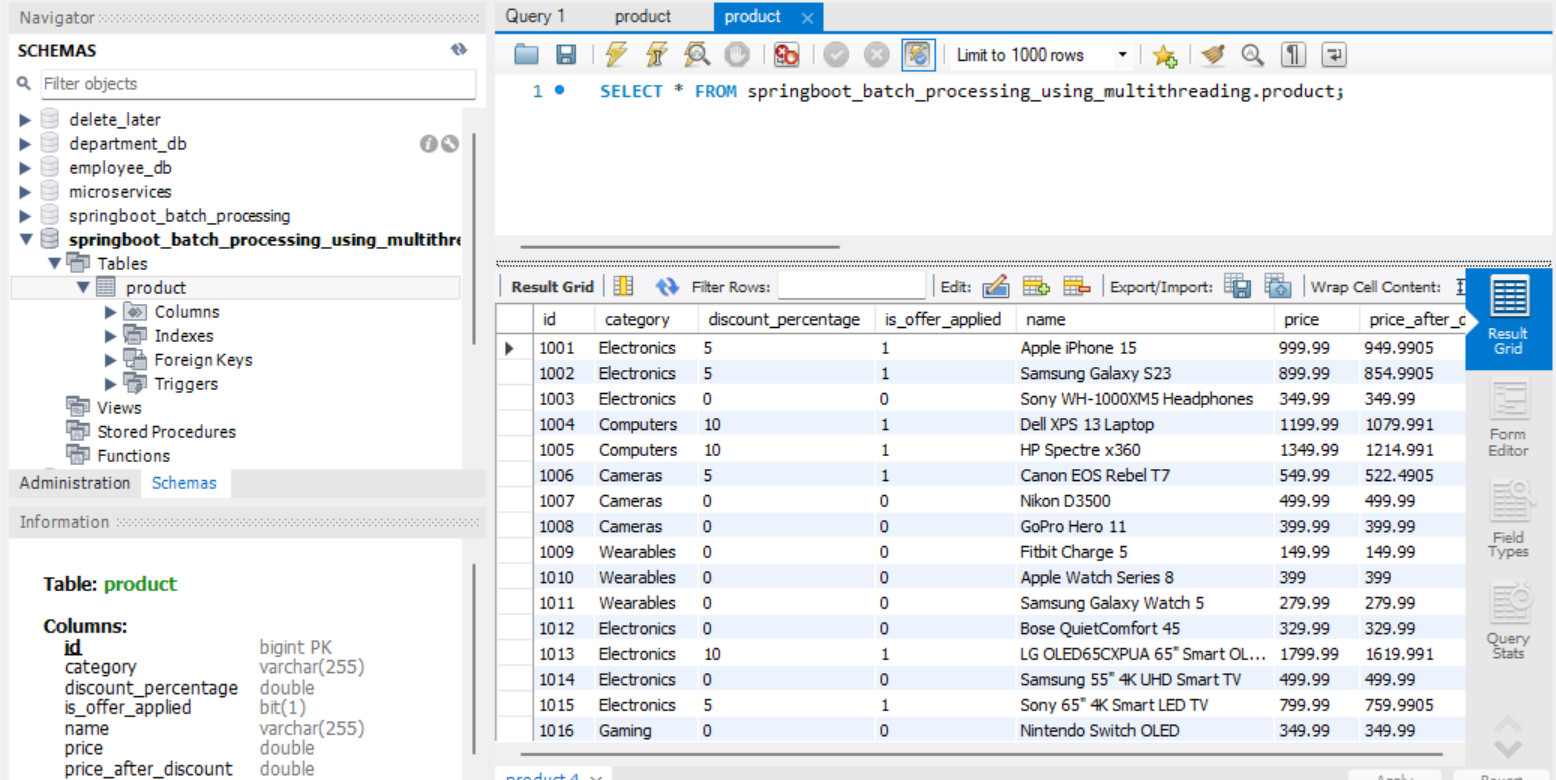 Navigator
SCHEMAS
Filter objects
delete_later
department_db
employee_db
microservices
springboot_batch_processing
springboot_batch_processing_using_multithre
Tables
product
Columns
Indexes
Foreign Keys
Triggers
Views
Stored Procedures
Functions
Administration Schemas
Information
Table: product
Columns:
id bigint PK
category varchar(255)
discount_percentage double
is_offer_applied bit(1)
name varchar(255)
price double
price_after_discount double
Query 1 product product
Limit to 1000 rows
1 SELECT * FROM springboot_batch_processing_using_multithreading.product;
Result Grid Filter Rows: Edit: Export/Import: Wrap Cell Content:
id category discount_percentage is_offer_applied name price price_after_d
1001 Electronics 5 1 Apple iPhone 15 999.99 949.9905
1002 Electronics 5 1 Samsung Galaxy S23 899.99 854.9905
1003 Electronics 0 0 Sony WH-1000XM5 Headphones 349.99 349.99
1004 Computers 10 1 Dell XPS 13 Laptop 1199.99 1079.991
1005 Computers 10 1 HP Spectre x360 1349.99 1214.991
1006 Cameras 5 1 Canon EOS Rebel T7 549.99 522.4905
1007 Cameras 0 0 Nikon D3500 499.99 499.99
1008 Cameras 0 0 GoPro Hero 11 399.99 399.99
1009 Wearables 0 0 Fitbit Charge 5 149.99 149.99
1010 Wearables 0 0 Apple Watch Series 8 399 399
1011 Wearables 0 0 Samsung Galaxy Watch 5 279.99 279.99
1012 Electronics 0 0 Bose QuietComfort 45 329.99 329.99
1013 Electronics 10 1 LG OLED65CXPUA 65" Smart OL... 1799.99 1619.991
1014 Electronics 0 0 Samsung 55" 4K UHD Smart TV 499.99 499.99
1015 Electronics 5 1 Sony 65" 4K Smart LED TV 799.99 759.9905
1016 Gaming 0 0 Nintendo Switch OLED 349.99 349.99
Result
Grid
Form
Editor
Field
Types
Query
Stats
product 4 Apply Revert